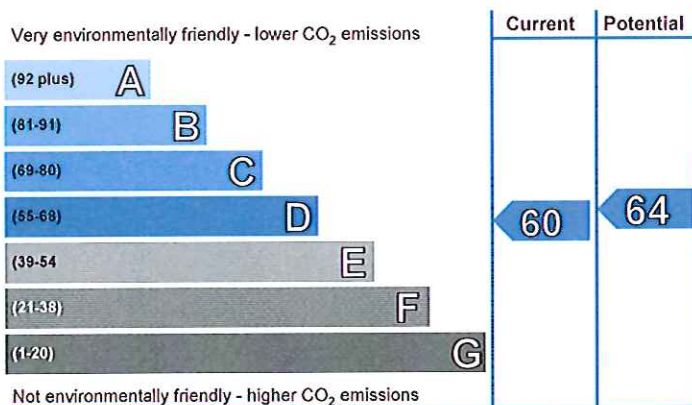 Current Potential
Very environmentally friendly - lower CO₂ emissions
(92 plus) A
(81-91) B
(69-80) C
(55-68) D
60 64
(39-54 E
(21-38) F
(1-20) G
Not environmentally friendly - higher CO₂ emissions